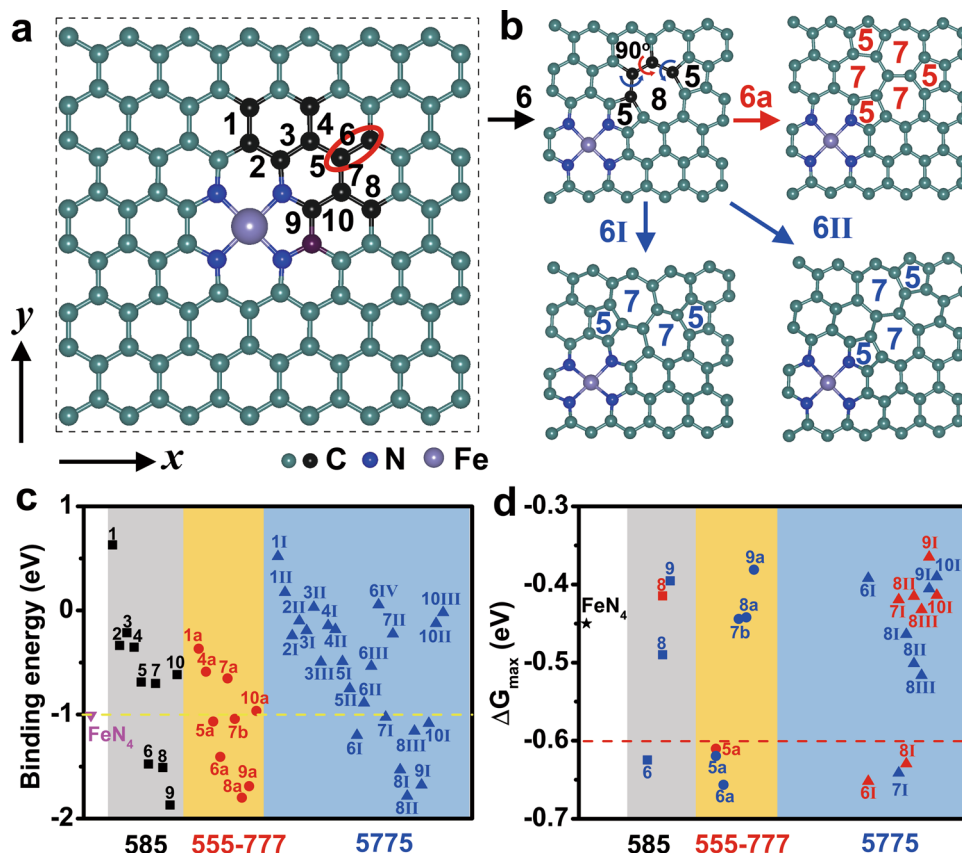 a
1
4
6
3
2
5
7
8
9
10
y
x
C N Fe
b
6
90°
5
8
5
6a
5
7
7
5
7
5
6I
6II
7
5
7
5
5
7
7
5
c
Binding energy (eV)
1
0
-1
-2
1
2
3
4
5
7
10
6
8
9
FeN4
1a
4a
7a
5a
7b
10a
6a
9a
8a
1I
1II
2II
3II
2I
3I
4I
4II
3III
5I
5II
6IV
7II
6III
6II
6I
7I
10III
10II
8III
10I
8I
9I
8II
585
555-777
5775
d
ΔGmax (eV)
-0.3
-0.4
-0.5
-0.6
-0.7
FeN4
9
8
8
6
9a
8a
7b
5a
5a
6a
9I
6I
8II
9I
10I
7I
8III
10I
8I
8II
8III
8I
6I
7I
585
555-777
5775